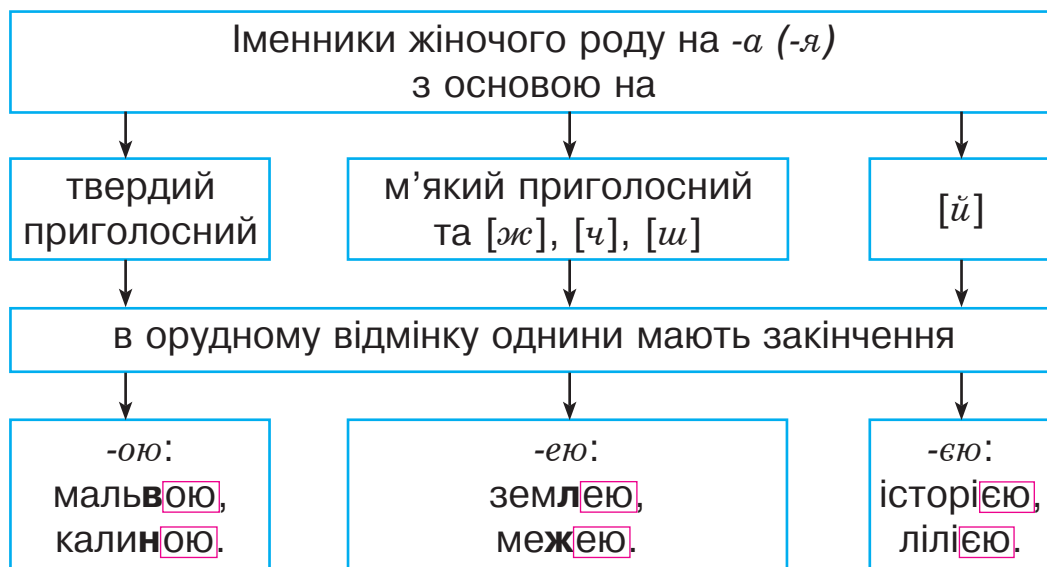 Іменники жіночого роду на -а (-я)
з основою на
твердий
приголосний
м’який приголосний
та [ж], [ч], [ш]
[й]
в орудному відмінку однини мають закінчення
-ою:
мальвою,
калиною.
-ею:
землею,
межею.
-єю:
історією,
лілією.